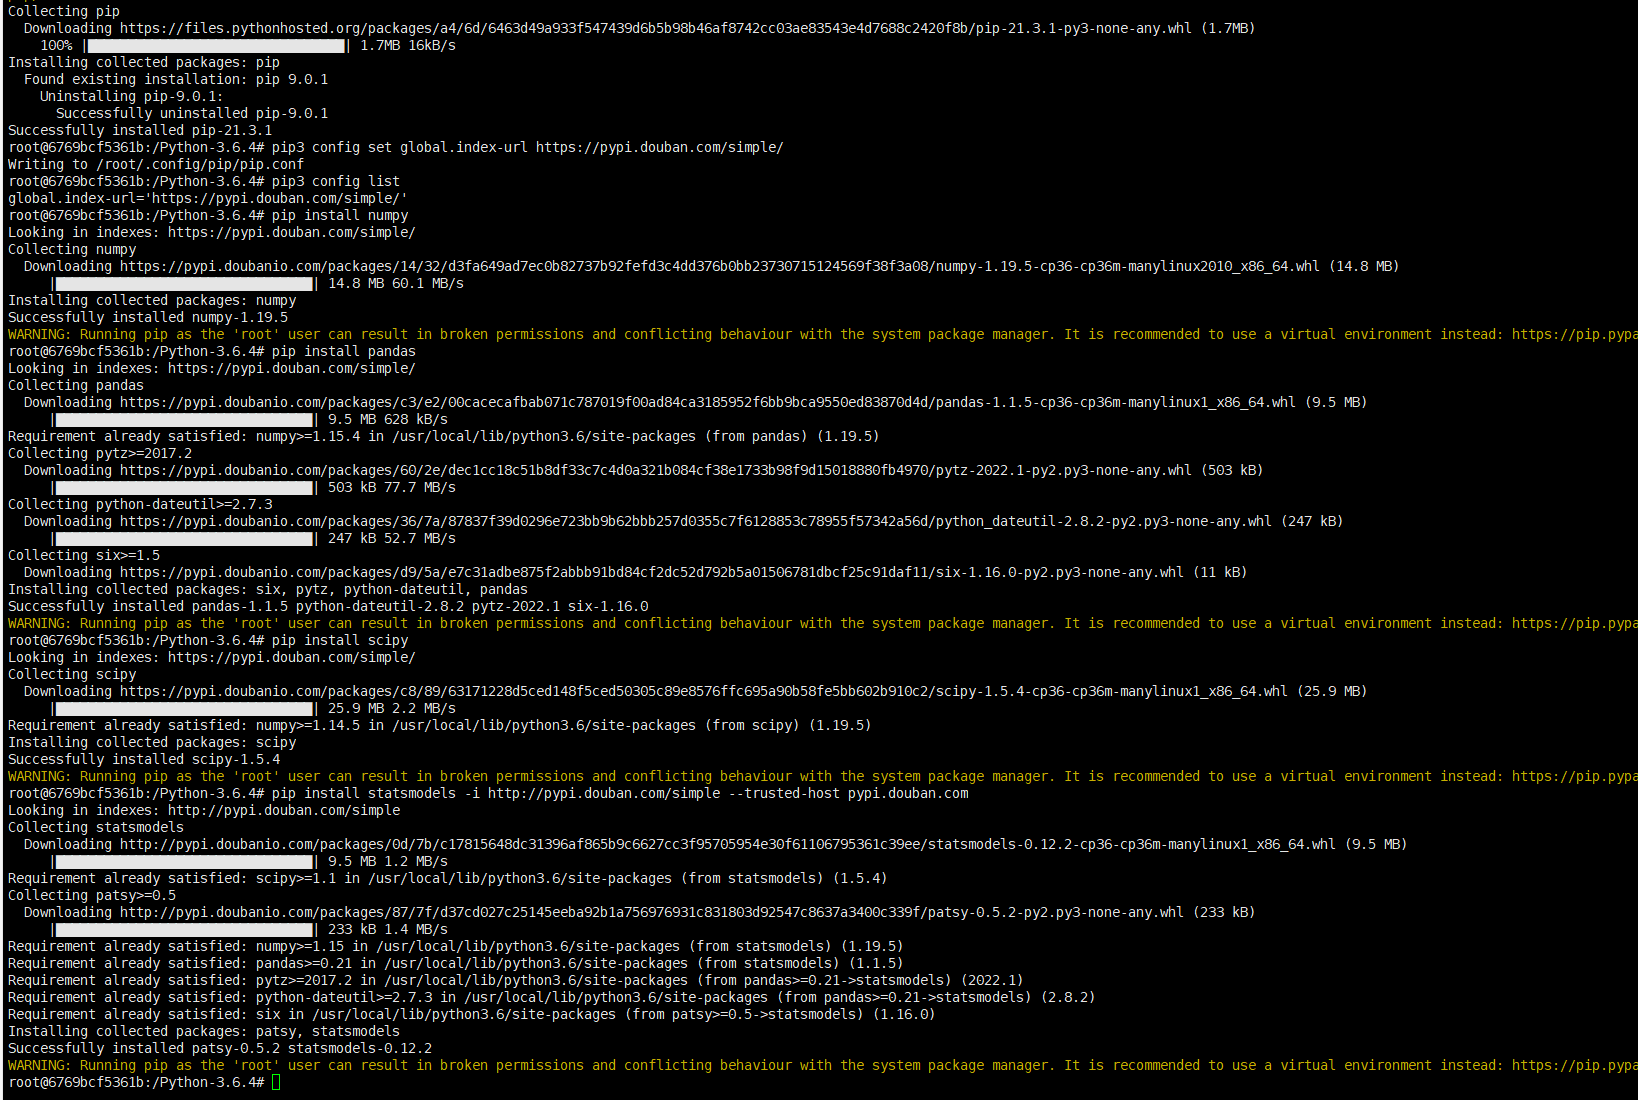 Collecting pip
Downloading https://files.pythonhosted.org/packages/a4/6d/6463d49a933f547439d6b5b98b46af8742cc03ae83543e4d7688c2420f8b/pip-21.3.1-py3-none-any.whl (1.7MB)
100% |████████████████████████████████| 1.7MB 16kB/s
Installing collected packages: pip
Found existing installation: pip 9.0.1
Uninstalling pip-9.0.1:
Successfully uninstalled pip-9.0.1
Successfully installed pip-21.3.1
root@6769bcf5361b:/Python-3.6.4# pip3 config set global.index-url https://pypi.douban.com/simple/
Writing to /root/.config/pip/pip.conf
root@6769bcf5361b:/Python-3.6.4# pip3 config list
global.index-url='https://pypi.douban.com/simple/'
root@6769bcf5361b:/Python-3.6.4# pip install numpy
Looking in indexes: https://pypi.douban.com/simple/
Collecting numpy
Downloading https://pypi.doubanio.com/packages/14/32/d3fa649ad7ec0b82737b92fefd3c4dd376b0bb23730715124569f38f3a08/numpy-1.19.5-cp36-cp36m-manylinux2010_x86_64.whl (14.8 MB)
|████████████████████████████████| 14.8 MB 60.1 MB/s
Installing collected packages: numpy
Successfully installed numpy-1.19.5
WARNING: Running pip as the 'root' user can result in broken permissions and conflicting behaviour with the system package manager. It is recommended to use a virtual environment instead: https://pip.pypa
root@6769bcf5361b:/Python-3.6.4# pip install pandas
Looking in indexes: https://pypi.douban.com/simple/
Collecting pandas
Downloading https://pypi.doubanio.com/packages/c3/e2/00cacecafbab071c787019f00ad84ca3185952f6bb9bca9550ed83870d4d/pandas-1.1.5-cp36-cp36m-manylinux1_x86_64.whl (9.5 MB)
|████████████████████████████████| 9.5 MB 628 kB/s
Requirement already satisfied: numpy>=1.15.4 in /usr/local/lib/python3.6/site-packages (from pandas) (1.19.5)
Collecting pytz>=2017.2
Downloading https://pypi.doubanio.com/packages/60/2e/dec1cc18c51b8df33c7c4d0a321b084cf38e1733b98f9d15018880fb4970/pytz-2022.1-py2.py3-none-any.whl (503 kB)
|████████████████████████████████| 503 kB 77.7 MB/s
Collecting python-dateutil>=2.7.3
Downloading https://pypi.doubanio.com/packages/36/7a/87837f39d0296e723bb9b62bbb257d0355c7f6128853c78955f57342a56d/python_dateutil-2.8.2-py2.py3-none-any.whl (247 kB)
|████████████████████████████████| 247 kB 52.7 MB/s
Collecting six>=1.5
Downloading https://pypi.doubanio.com/packages/d9/5a/e7c31adbe875f2abbb91bd84cf2dc52d792b5a01506781dbcf25c91daf11/six-1.16.0-py2.py3-none-any.whl (11 kB)
Installing collected packages: six, pytz, python-dateutil, pandas
Successfully installed pandas-1.1.5 python-dateutil-2.8.2 pytz-2022.1 six-1.16.0
WARNING: Running pip as the 'root' user can result in broken permissions and conflicting behaviour with the system package manager. It is recommended to use a virtual environment instead: https://pip.pypa
root@6769bcf5361b:/Python-3.6.4# pip install scipy
Looking in indexes: https://pypi.douban.com/simple/
Collecting scipy
Downloading https://pypi.doubanio.com/packages/c8/89/63171228d5ced148f5ced50305c89e8576ffc695a90b58fe5bb602b910c2/scipy-1.5.4-cp36-cp36m-manylinux1_x86_64.whl (25.9 MB)
|████████████████████████████████| 25.9 MB 2.2 MB/s
Requirement already satisfied: numpy>=1.14.5 in /usr/local/lib/python3.6/site-packages (from scipy) (1.19.5)
Installing collected packages: scipy
Successfully installed scipy-1.5.4
WARNING: Running pip as the 'root' user can result in broken permissions and conflicting behaviour with the system package manager. It is recommended to use a virtual environment instead: https://pip.pypa
root@6769bcf5361b:/Python-3.6.4# pip install statsmodels -i http://pypi.douban.com/simple --trusted-host pypi.douban.com
Looking in indexes: http://pypi.douban.com/simple
Collecting statsmodels
Downloading http://pypi.doubanio.com/packages/0d/7b/c17815648dc31396af865b9c6627cc3f95705954e30f61106795361c39ee/statsmodels-0.12.2-cp36-cp36m-manylinux1_x86_64.whl (9.5 MB)
|████████████████████████████████| 9.5 MB 1.2 MB/s
Requirement already satisfied: scipy>=1.1 in /usr/local/lib/python3.6/site-packages (from statsmodels) (1.5.4)
Collecting patsy>=0.5
Downloading http://pypi.doubanio.com/packages/87/7f/d37cd027c25145eeba92b1a756976931c831803d92547c8637a3400c339f/patsy-0.5.2-py2.py3-none-any.whl (233 kB)
|████████████████████████████████| 233 kB 1.4 MB/s
Requirement already satisfied: numpy>=1.15 in /usr/local/lib/python3.6/site-packages (from statsmodels) (1.19.5)
Requirement already satisfied: pandas>=0.21 in /usr/local/lib/python3.6/site-packages (from statsmodels) (1.1.5)
Requirement already satisfied: pytz>=2017.2 in /usr/local/lib/python3.6/site-packages (from pandas>=0.21->statsmodels) (2022.1)
Requirement already satisfied: python-dateutil>=2.7.3 in /usr/local/lib/python3.6/site-packages (from pandas>=0.21->statsmodels) (2.8.2)
Requirement already satisfied: six in /usr/local/lib/python3.6/site-packages (from patsy>=0.5->statsmodels) (1.16.0)
Installing collected packages: patsy, statsmodels
Successfully installed patsy-0.5.2 statsmodels-0.12.2
WARNING: Running pip as the 'root' user can result in broken permissions and conflicting behaviour with the system package manager. It is recommended to use a virtual environment instead: https://pip.pypa
root@6769bcf5361b:/Python-3.6.4#